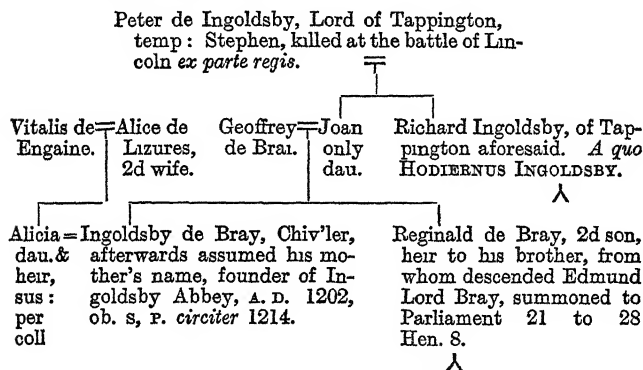 Peter de Ingoldsby, Lord of Tappington,
temp: Stephen, killed at the battle of Lin-
coln ex parte regis.
Vitalis de
Engaine.
Alice de
Lizures,
2d wife.
Geoffrey
de Brai.
Joan
only
dau.
Richard Ingoldsby, of Tap-
pington aforesaid. A quo
HODIERNUS INGOLDSBY.
Alicia=
dau. &
heir,
sus:
per
coll
Ingoldsby de Bray, Chiv'ler,
afterwards assumed his mo-
ther's name, founder of In-
goldsby Abbey, A. D. 1202,
ob. S, P. circiter 1214.
Reginald de Bray, 2d son,
heir to his brother, from
whom descended Edmund
Lord Bray, summoned to
Parliament 21 to 28
Hen. 8.